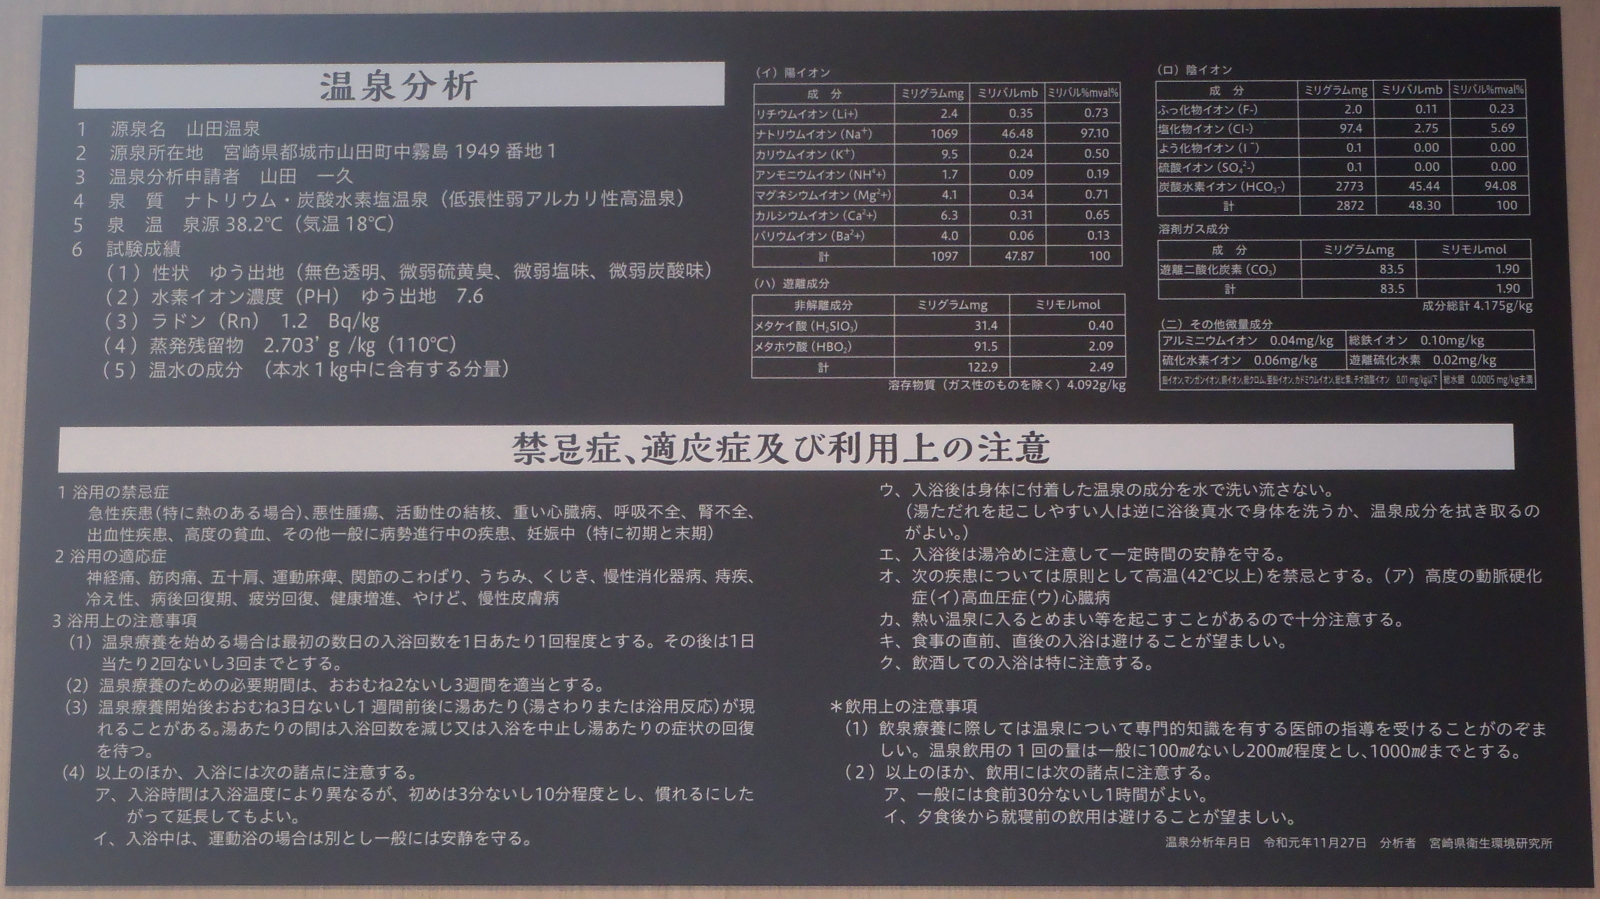 温泉分析
1 源泉名 山田温泉
2 源泉所在地 宮崎県都城市山田町中霧島 1949 番地 1
3 温泉分析申請者 山田 一久
4 泉 質 ナトリウム・炭酸水素塩温泉（低張性弱アルカリ性高温泉）
5 泉 温 泉源 38.2℃（気温 18℃）
6 試験成績
（1）性状 ゆう出地（無色透明、微弱硫黄臭、微弱塩味、微弱炭酸味）
（2）水素イオン濃度（PH） ゆう出地 7.6
（3）ラドン（Rn） 1.2 Bq/kg
（4）蒸発残留物 2.703’ g /kg（110℃）
（5）温水の成分 （本水１kg中に含有する分量）
（イ）陽イオン
成 分 ミリグラムmg ミリバルmb ミリバル%mval%
リチウムイオン（Li+） 2.4 0.35 0.73
ナトリウムイオン（Na+） 1069 46.48 97.10
カリウムイオン（K+） 9.5 0.24 0.50
アンモニウムイオン（NH⁴+） 1.7 0.09 0.19
マグネシウムイオン（Mg²+） 4.1 0.34 0.71
カルシウムイオン（Ca²+） 6.3 0.31 0.65
バリウムイオン（Ba²+） 4.0 0.06 0.13
計 1097 47.87 100
（ハ）遊離成分
非解離成分 ミリグラムmg ミリモルmol
メタケイ酸（H₂SIO₃） 31.4 0.40
メタホウ酸（HBO₂） 91.5 2.09
計 122.9 2.49
溶存物質（ガス性のものを除く）4.092g/kg
（ロ）陰イオン
成 分 ミリグラムmg ミリバルmb ミリバル%mval%
ふっ化物イオン（F-） 2.0 0.11 0.23
塩化物イオン（Cl-） 97.4 2.75 5.69
よう化物イオン（I⁻） 0.1 0.00 0.00
硫酸イオン（SO₄²-） 0.1 0.00 0.00
炭酸水素イオン（HCO₃-） 2773 45.44 94.08
計 2872 48.30 100
溶剤ガス成分
成 分 ミリグラムmg ミリモルmol
遊離二酸化炭素（CO₃） 83.5 1.90
計 83.5 1.90
成分総計 4.175g/kg
（二）その他微量成分
アルミニウムイオン 0.04mg/kg 総鉄イオン 0.10mg/kg
硫化水素イオン 0.06mg/kg 遊離硫化水素 0.02mg/kg
鉛イオン,マンガンイオン,銅イオン,総クロム,亜鉛イオン,カドミウムイオン,総ヒ素,チオ硫酸イオン 0.01 mg/kg以下 総水銀 0.0005 mg/kg未満
禁忌症、適応症及び利用上の注意
1 浴用の禁忌症
急性疾患(特に熱のある場合)、悪性腫瘍、活動性の結核、重い心臓病、呼吸不全、腎不全、
出血性疾患、高度の貧血、その他一般に病勢進行中の疾患、妊娠中（特に初期と末期）
2 浴用の適応症
神経痛、筋肉痛、五十肩、運動麻痺、関節のこわばり、うちみ、くじき、慢性消化器病、痔疾、
冷え性、病後回復期、疲労回復、健康増進、やけど、慢性皮膚病
3 浴用上の注意事項
（1）温泉療養を始める場合は最初の数日の入浴回数を1日あたり1回程度とする。その後は1日
当たり2回ないし3回までとする。
（2）温泉療養のための必要期間は、おおむね2ないし3週間を適当とする。
（3）温泉療養開始後おおむね3日ないし1 週間前後に湯あたり(湯さわりまたは浴用反応)が現
れることがある。湯あたりの間は入浴回数を減じ又は入浴を中止し湯あたりの症状の回復
を待つ。
（4）以上のほか、入浴には次の諸点に注意する。
ア、入浴時間は入浴温度により異なるが、初めは3分ないし10分程度とし、慣れるにした
がって延長してもよい。
イ、入浴中は、運動浴の場合は別とし一般には安静を守る。
ウ、入浴後は身体に付着した温泉の成分を水で洗い流さない。
（湯ただれを起こしやすい人は逆に浴後真水で身体を洗うか、温泉成分を拭き取るの
がよい。）
エ、入浴後は湯冷めに注意して一定時間の安静を守る。
オ、次の疾患については原則として高温(42℃以上)を禁忌とする。（ア）高度の動脈硬化
症(イ)高血圧症(ウ)心臓病
カ、熱い温泉に入るとめまい等を起こすことがあるので十分注意する。
キ、食事の直前、直後の入浴は避けることが望ましい。
ク、飲酒しての入浴は特に注意する。
＊飲用上の注意事項
（1）飲泉療養に際しては温泉について専門的知識を有する医師の指導を受けることがのぞま
しい。温泉飲用の１回の量は一般に100㎖ないし200㎖程度とし、1000㎖までとする。
（2）以上のほか、飲用には次の諸点に注意する。
ア、一般には食前30分ないし1時間がよい。
イ、夕食後から就寝前の飲用は避けることが望ましい。
温泉分析年月日 令和元年11月27日 分析者 宮崎県衛生環境研究所